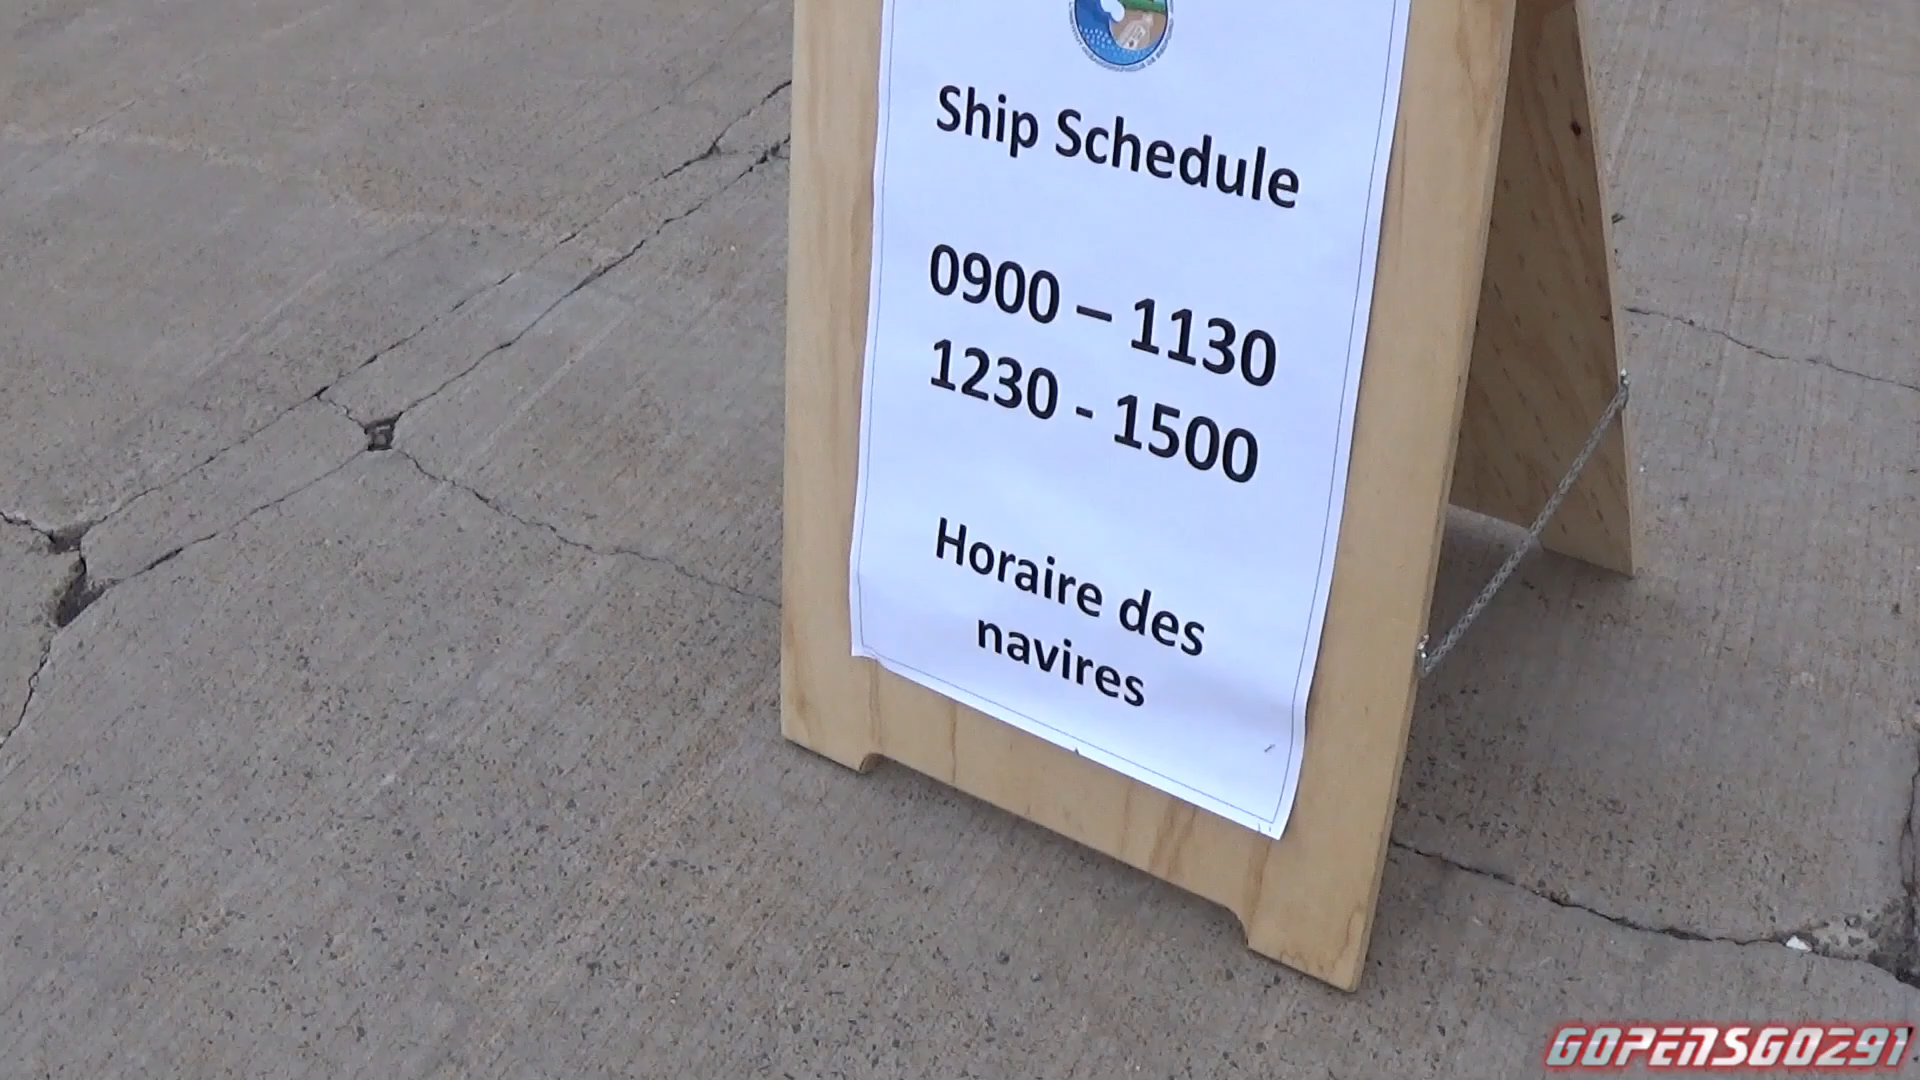 Ship Schedule
0900 – 1130
1230 - 1500
Horaire des
navires
GOPENSGO291